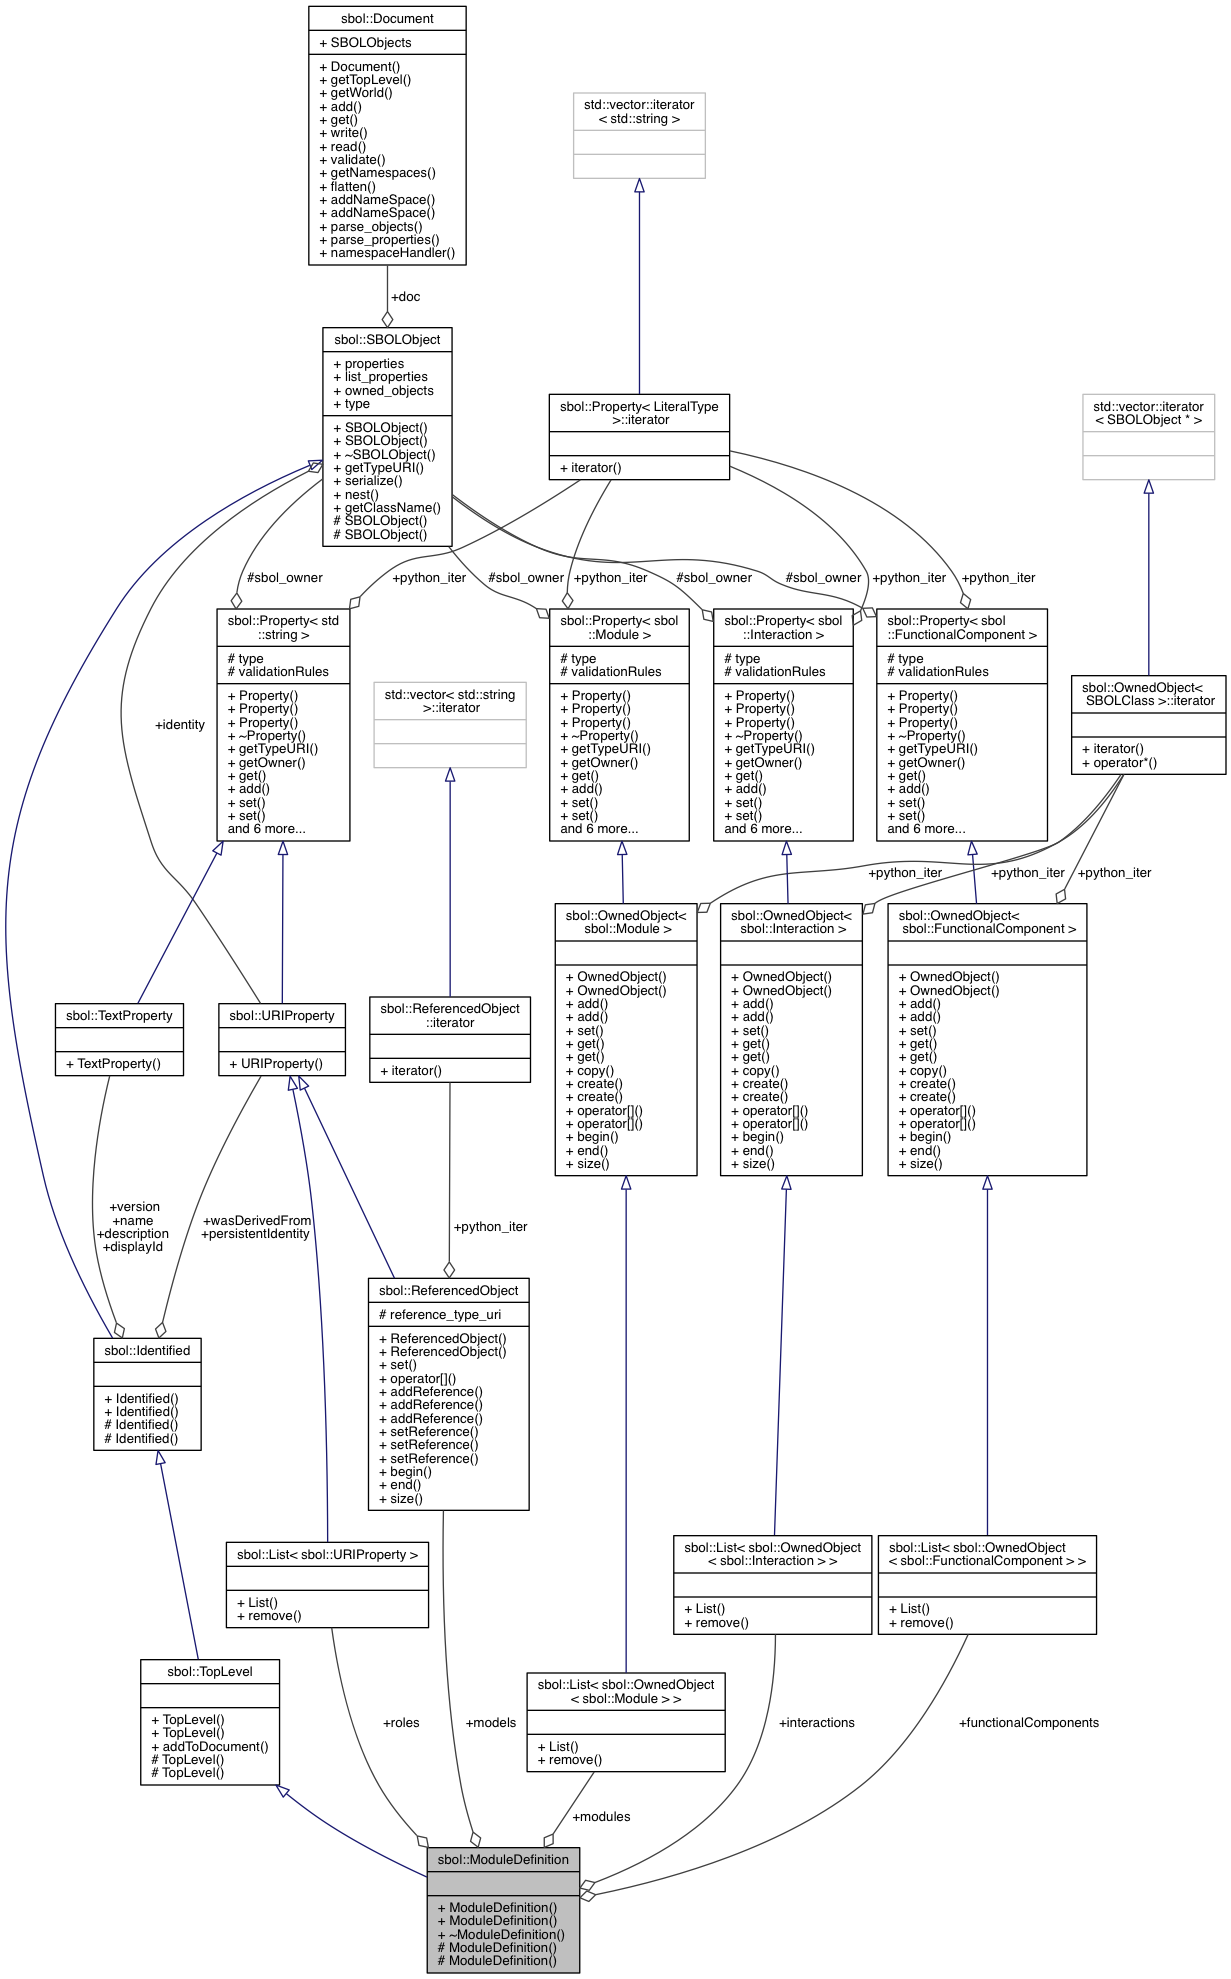 sbol::Document
+ SBOLObjects
+ Document()
+ getTopLevel()
+ getWorld()
+ add()
+ get()
+ write()
+ read()
+ validate()
+ getNamespaces()
+ flatten()
+ addNameSpace()
+ addNameSpace()
+ parse_objects()
+ parse_properties()
+ namespaceHandler()
std::vector::iterator
< std::string >
+doc
sbol::SBOLObject
+ properties
+ list_properties
+ owned_objects
+ type
+ SBOLObject()
+ SBOLObject()
+ ~SBOLObject()
+ getTypeURI()
+ serialize()
+ nest()
+ getClassName()
# SBOLObject()
# SBOLObject()
sbol::Property< LiteralType
>::iterator
+ iterator()
std::vector::iterator
< SBOLObject * >
#sbol_owner
+python_iter
#sbol_owner
+python_iter
#sbol_owner
#sbol_owner
+python_iter
+python_iter
sbol::Property< std
::string >
# type
# validationRules
+ Property()
+ Property()
+ Property()
+ ~Property()
+ getTypeURI()
+ getOwner()
+ get()
+ add()
+ set()
+ set()
and 6 more...
sbol::Property< sbol
::Module >
# type
# validationRules
+ Property()
+ Property()
+ Property()
+ ~Property()
+ getTypeURI()
+ getOwner()
+ get()
+ add()
+ set()
+ set()
and 6 more...
sbol::Property< sbol
::Interaction >
# type
# validationRules
+ Property()
+ Property()
+ Property()
+ ~Property()
+ getTypeURI()
+ getOwner()
+ get()
+ add()
+ set()
+ set()
and 6 more...
sbol::Property< sbol
::FunctionalComponent >
# type
# validationRules
+ Property()
+ Property()
+ Property()
+ ~Property()
+ getTypeURI()
+ getOwner()
+ get()
+ add()
+ set()
+ set()
and 6 more...
std::vector< std::string
>::iterator
sbol::OwnedObject<
SBOLClass >::iterator
+ iterator()
+ operator*()
+identity
+python_iter
+python_iter
+python_iter
sbol::OwnedObject<
sbol::Module >
+ OwnedObject()
+ OwnedObject()
+ add()
+ add()
+ set()
+ get()
+ get()
+ copy()
+ create()
+ create()
+ operator[]()
+ operator[]()
+ begin()
+ end()
+ size()
sbol::OwnedObject<
sbol::Interaction >
+ OwnedObject()
+ OwnedObject()
+ add()
+ add()
+ set()
+ get()
+ get()
+ copy()
+ create()
+ create()
+ operator[]()
+ operator[]()
+ begin()
+ end()
+ size()
sbol::OwnedObject<
sbol::FunctionalComponent >
+ OwnedObject()
+ OwnedObject()
+ add()
+ add()
+ set()
+ get()
+ get()
+ copy()
+ create()
+ create()
+ operator[]()
+ operator[]()
+ begin()
+ end()
+ size()
sbol::TextProperty
+ TextProperty()
sbol::URIProperty
+ URIProperty()
sbol::ReferencedObject
::iterator
+ iterator()
+version
+name
+description
+displayId
+wasDerivedFrom
+persistentIdentity
+python_iter
sbol::ReferencedObject
# reference_type_uri
+ ReferencedObject()
+ ReferencedObject()
+ set()
+ operator[]()
+ addReference()
+ addReference()
+ addReference()
+ setReference()
+ setReference()
+ setReference()
+ begin()
+ end()
+ size()
sbol::Identified
+ Identified()
+ Identified()
# Identified()
# Identified()
sbol::List< sbol::URIProperty >
+ List()
+ remove()
sbol::List< sbol::OwnedObject
< sbol::Interaction > >
+ List()
+ remove()
sbol::List< sbol::OwnedObject
< sbol::FunctionalComponent > >
+ List()
+ remove()
sbol::TopLevel
+ TopLevel()
+ TopLevel()
+ addToDocument()
# TopLevel()
# TopLevel()
sbol::List< sbol::OwnedObject
< sbol::Module > >
+ List()
+ remove()
+roles
+models
+interactions
+functionalComponents
+modules
sbol::ModuleDefinition
+ ModuleDefinition()
+ ModuleDefinition()
+ ~ModuleDefinition()
# ModuleDefinition()
# ModuleDefinition()